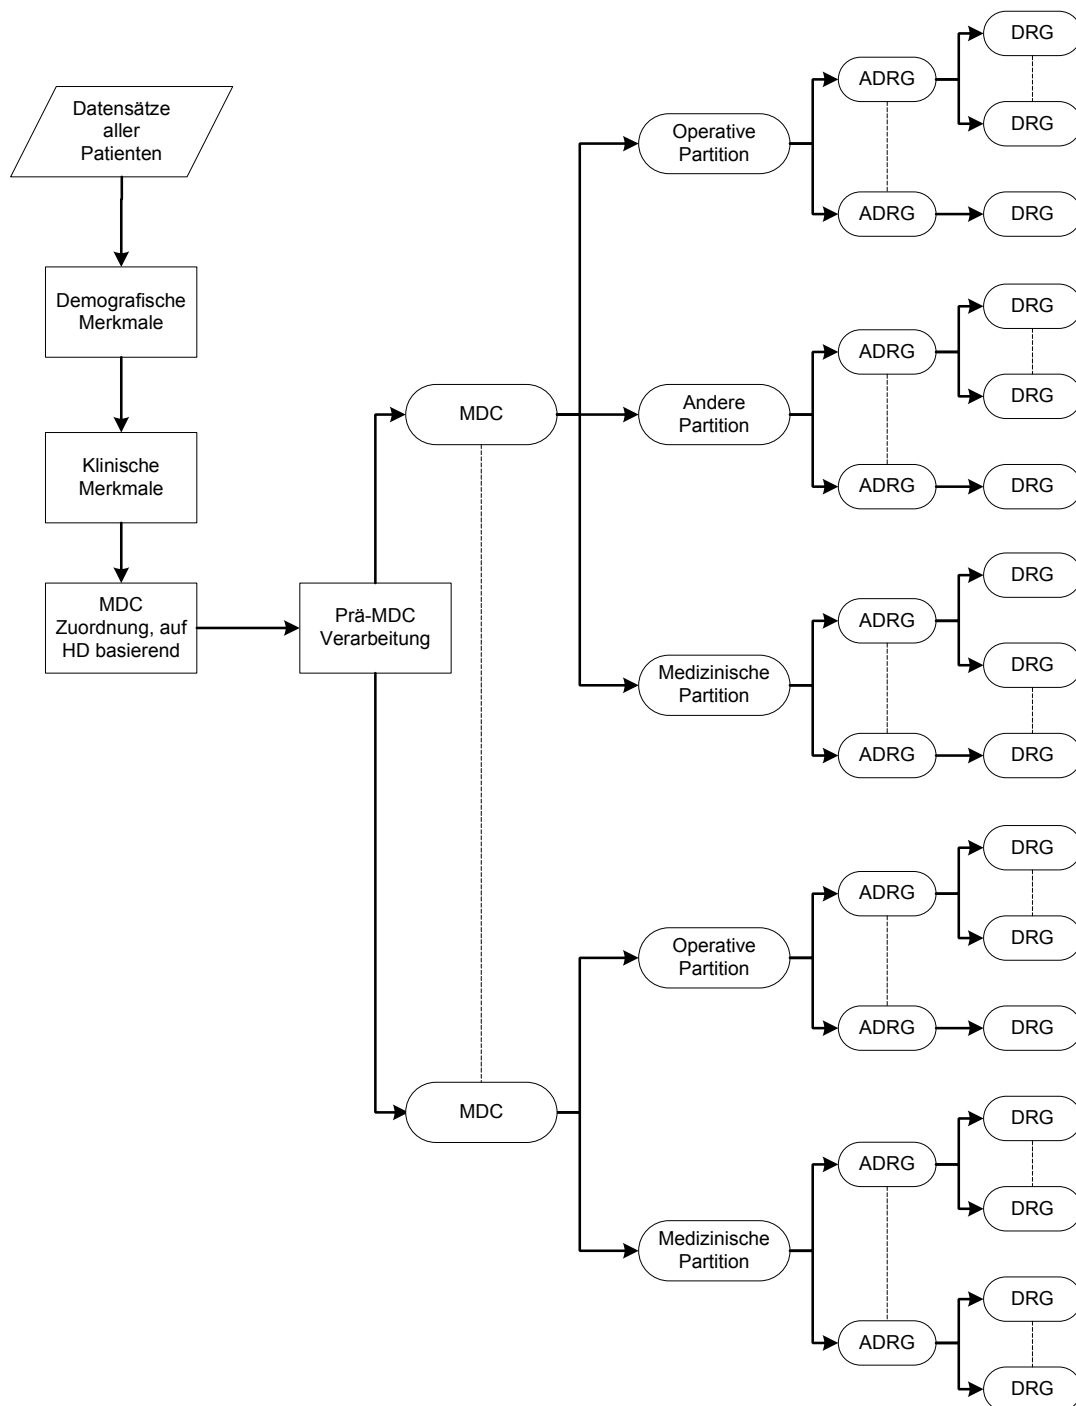 Datensätze
aller
Patienten
Demografische
Merkmale
Klinische
Merkmale
MDC
Zuordnung, auf
HD basierend
Prä-MDC
Verarbeitung
MDC
Operative
Partition
ADRG
DRG
DRG
ADRG
DRG
Andere
Partition
ADRG
DRG
DRG
ADRG
DRG
Medizinische
Partition
ADRG
DRG
DRG
ADRG
DRG
MDC
Operative
Partition
ADRG
DRG
DRG
ADRG
DRG
Medizinische
Partition
ADRG
DRG
DRG
ADRG
DRG
DRG